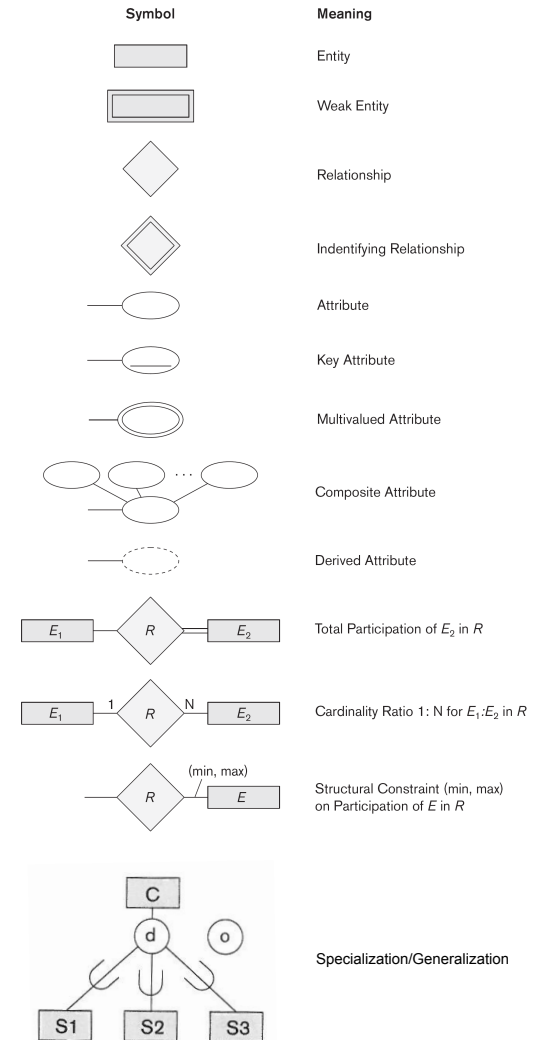 Symbol Meaning
Entity
Weak Entity
Relationship
Indentifying Relationship
Attribute
Key Attribute
Multivalued Attribute
. . .
Composite Attribute
Derived Attribute
E₁ R E₂ Total Participation of E₂ in R
E₁ 1 R N E₂ Cardinality Ratio 1: N for E₁:E₂ in R
(min, max)
R E Structural Constraint (min, max)
on Participation of E in R
C
d o
Specialization/Generalization
S1 S2 S3